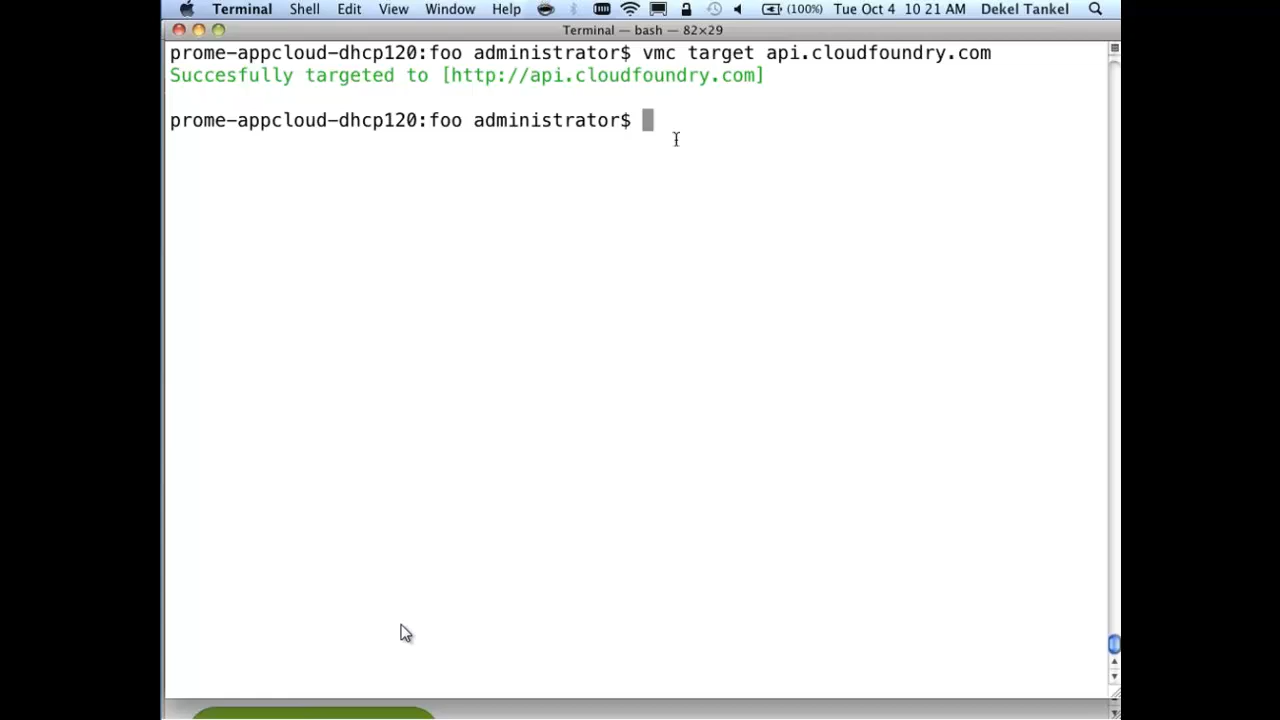 Terminal Shell Edit View Window Help (100%) Tue Oct 4 10:21 AM Dekel Tankel
Terminal — bash — 82×29
prome-appcloud-dhcp120:foo administrator$ vmc target api.cloudfoundry.com
Succesfully targeted to [http://api.cloudfoundry.com]
prome-appcloud-dhcp120:foo administrator$